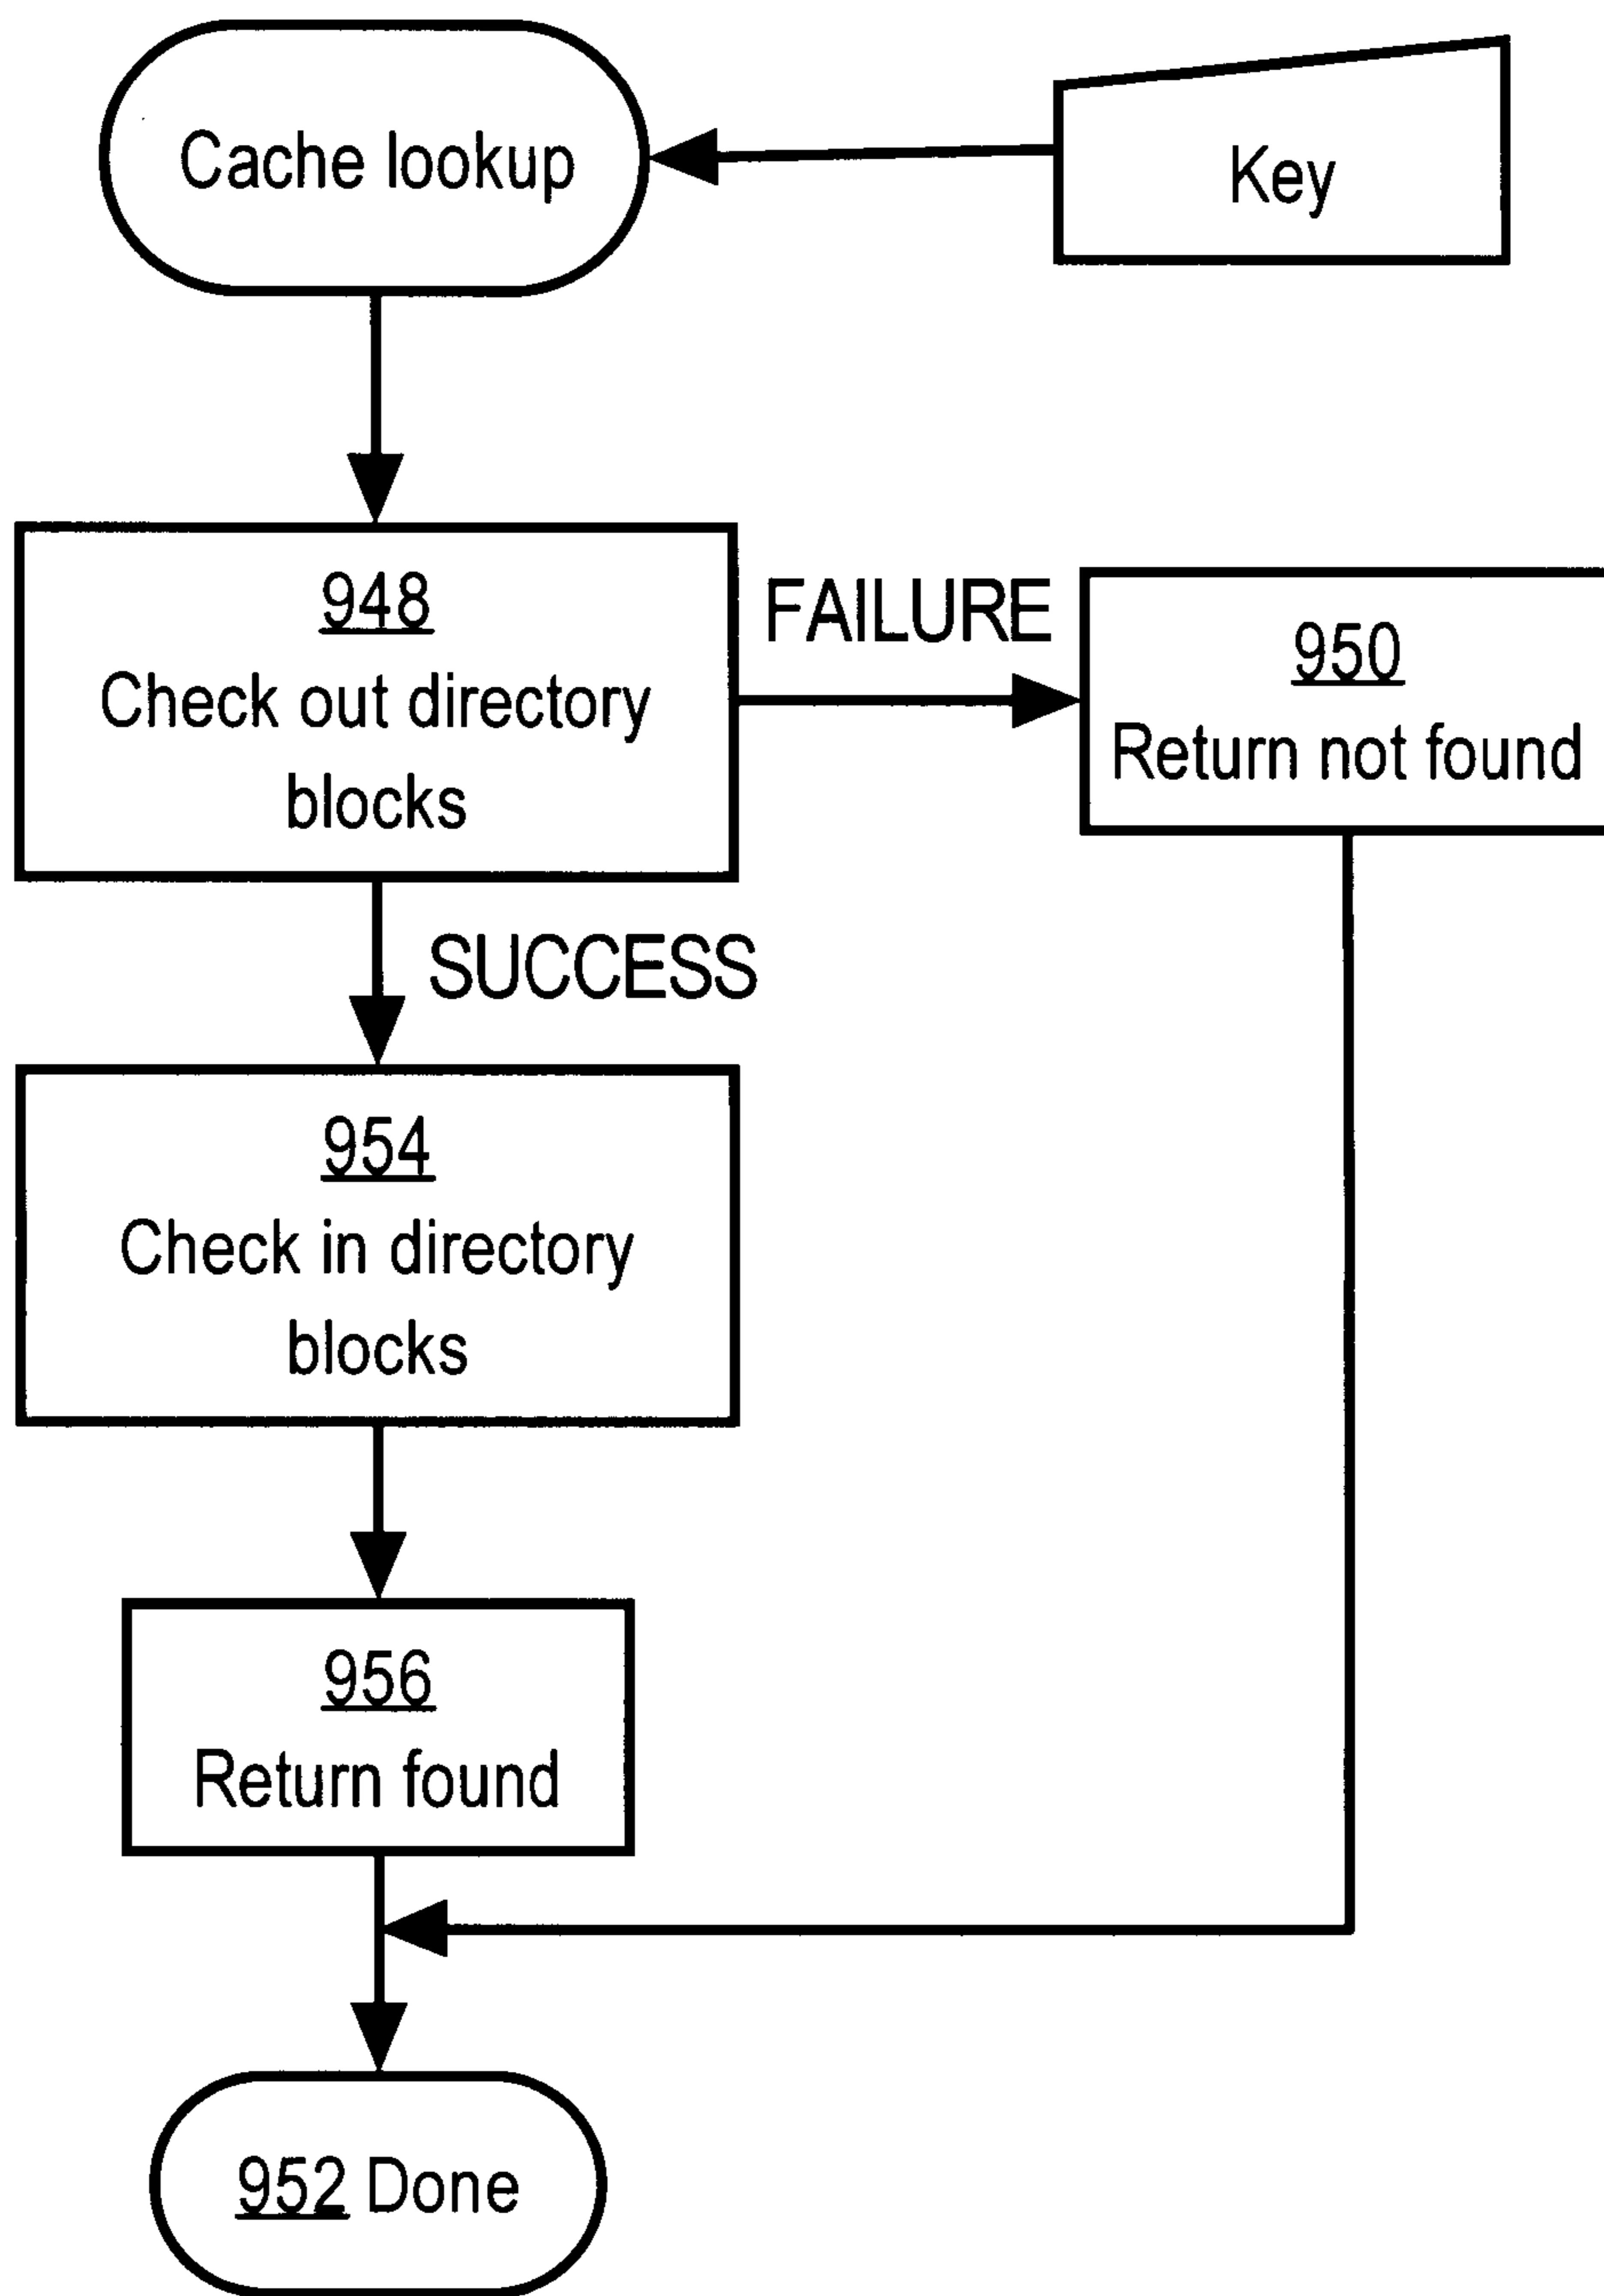 Cache lookup
Key
948
Check out directory
blocks
FAILURE
950
Return not found
SUCCESS
954
Check in directory
blocks
956
Return found
952 Done